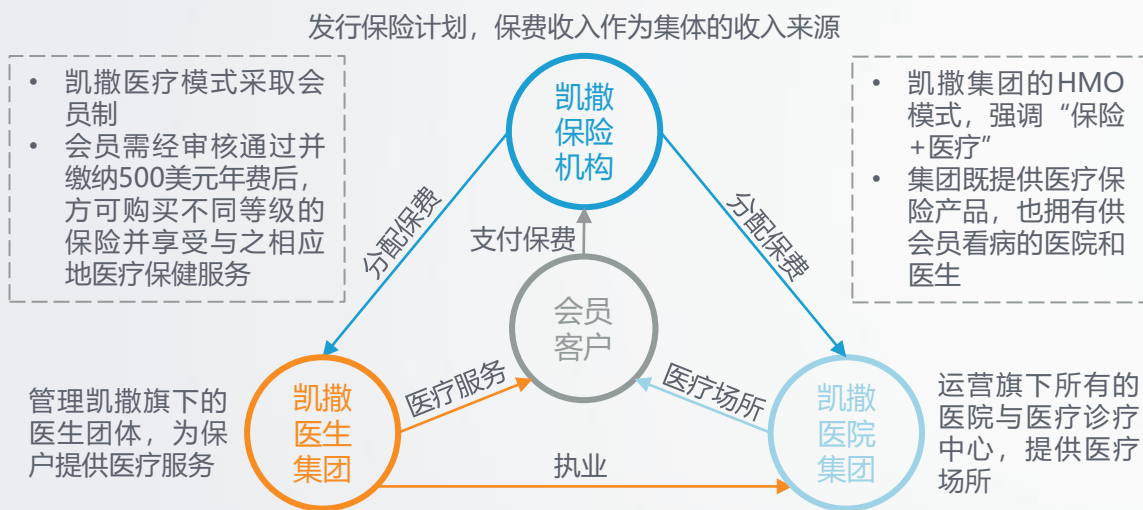 发行保险计划，保费收入作为集体的收入来源
• 凯撒医疗模式采取会
员制
• 会员需经审核通过并
缴纳500美元年费后，
方可购买不同等级的
保险并享受与之相应
地医疗保健服务
凯撒
保险
机构
• 凯撒集团的HMO
模式，强调“保险
+医疗”
• 集团既提供医疗保
险产品，也拥有供
会员看病的医院和
医生
分配保费
支付保费
分配保费
会员
客户
管理凯撒旗下的
医生团体，为保
户提供医疗服务
凯撒
医生
集团
医疗服务
医疗场所
执业
凯撒
医院
集团
运营旗下所有的
医院与医疗诊疗
中心，提供医疗
场所